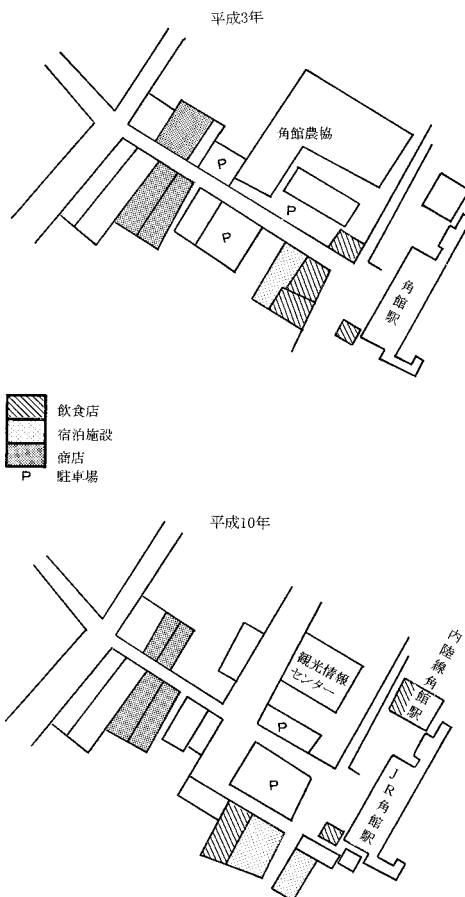 平成3年
角館農協
P
P
P
角館駅
飲食店
宿泊施設
商店
P 駐車場
平成10年
内陸線角館駅
観光情報
センター
P
P
JR角館駅